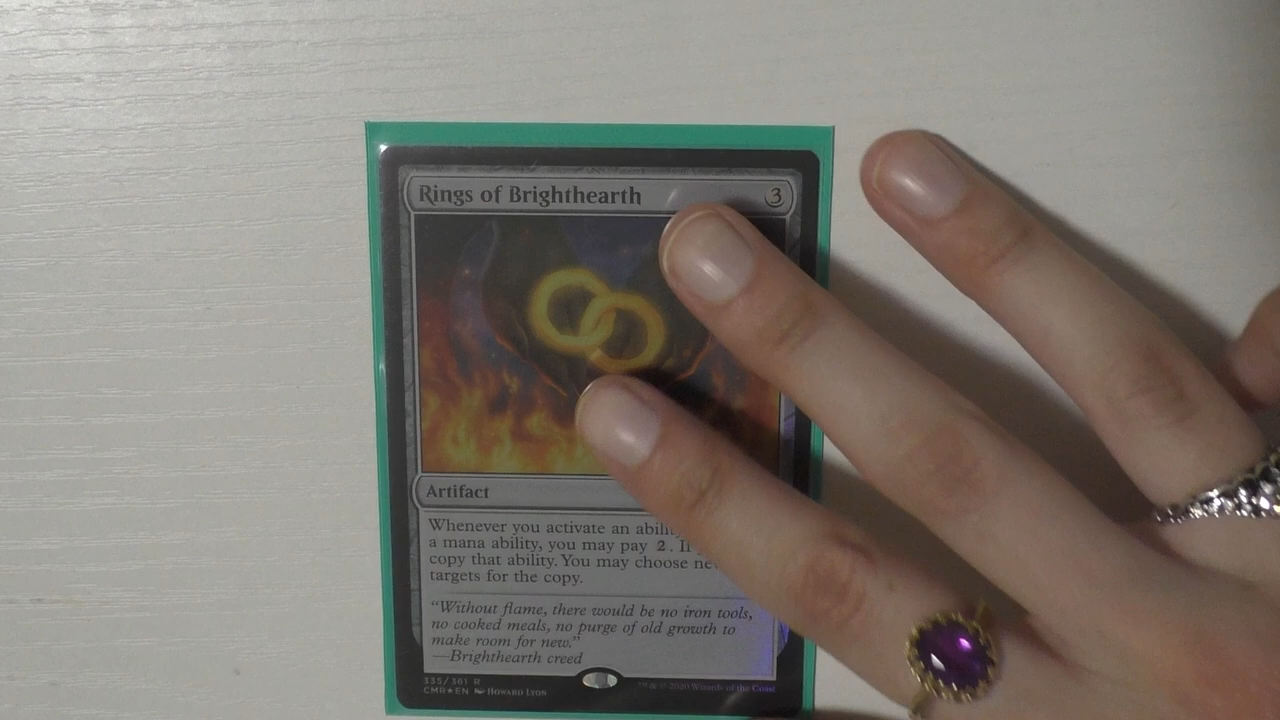 Rings of Brighthearth 3
Artifact
Whenever you activate an
a mana ability, you may pay 2.
copy that ability. You may choose
targets for the copy.
"Without flame, there would be no iron tools,
no cooked meals, no purge of old growth to
make room for new."
—Brighthearth creed
335/361 R
CMR★EN Howard Lyon ™ & © 2020 Wizards of the Coast